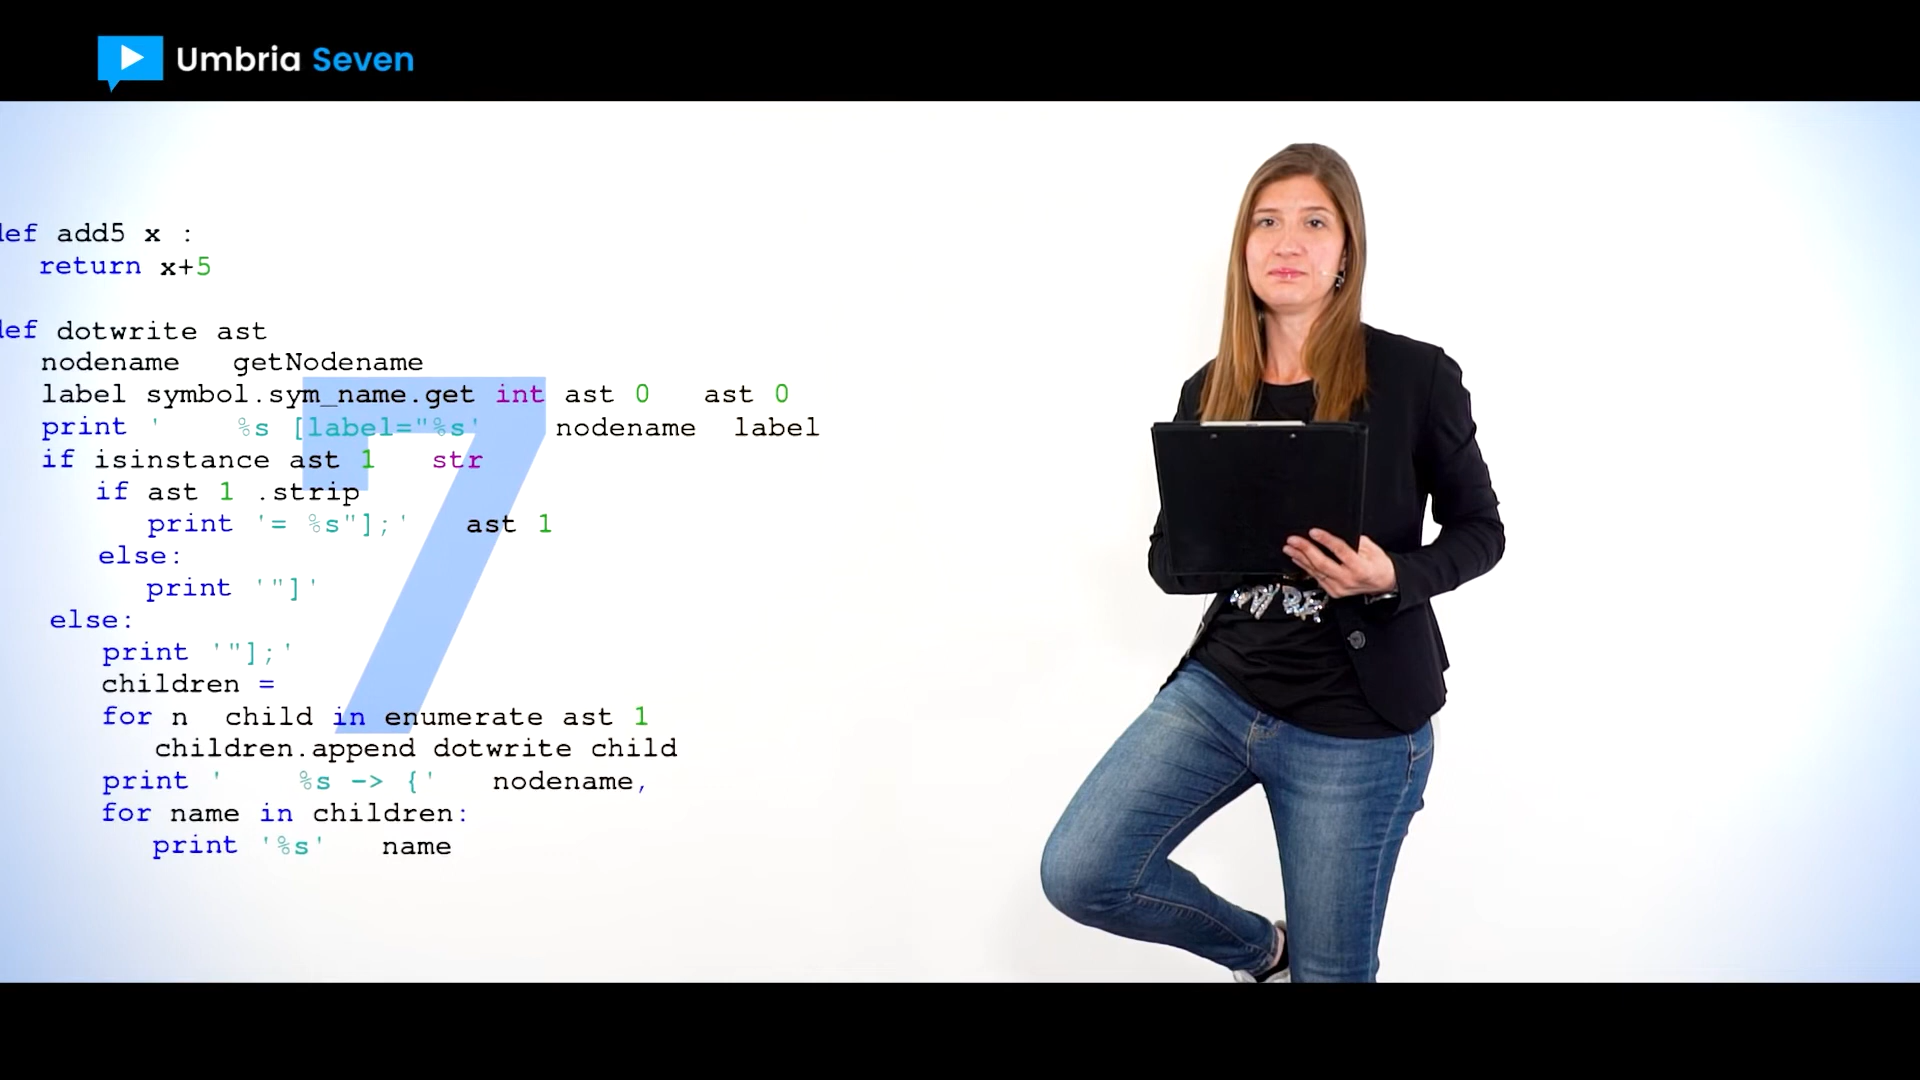 Umbria Seven
def add5 x :
return x+5
def dotwrite ast
nodename getNodename
label symbol.sym_name.get int ast 0 ast 0
print ' %s [label="%s' nodename label
if isinstance ast 1 str
if ast 1 .strip
print '= %s"];' ast 1
else:
print '"]'
else:
print '"];'
children =
for n child in enumerate ast 1
children.append dotwrite child
print ' %s -> {' nodename,
for name in children:
print '%s' name
7